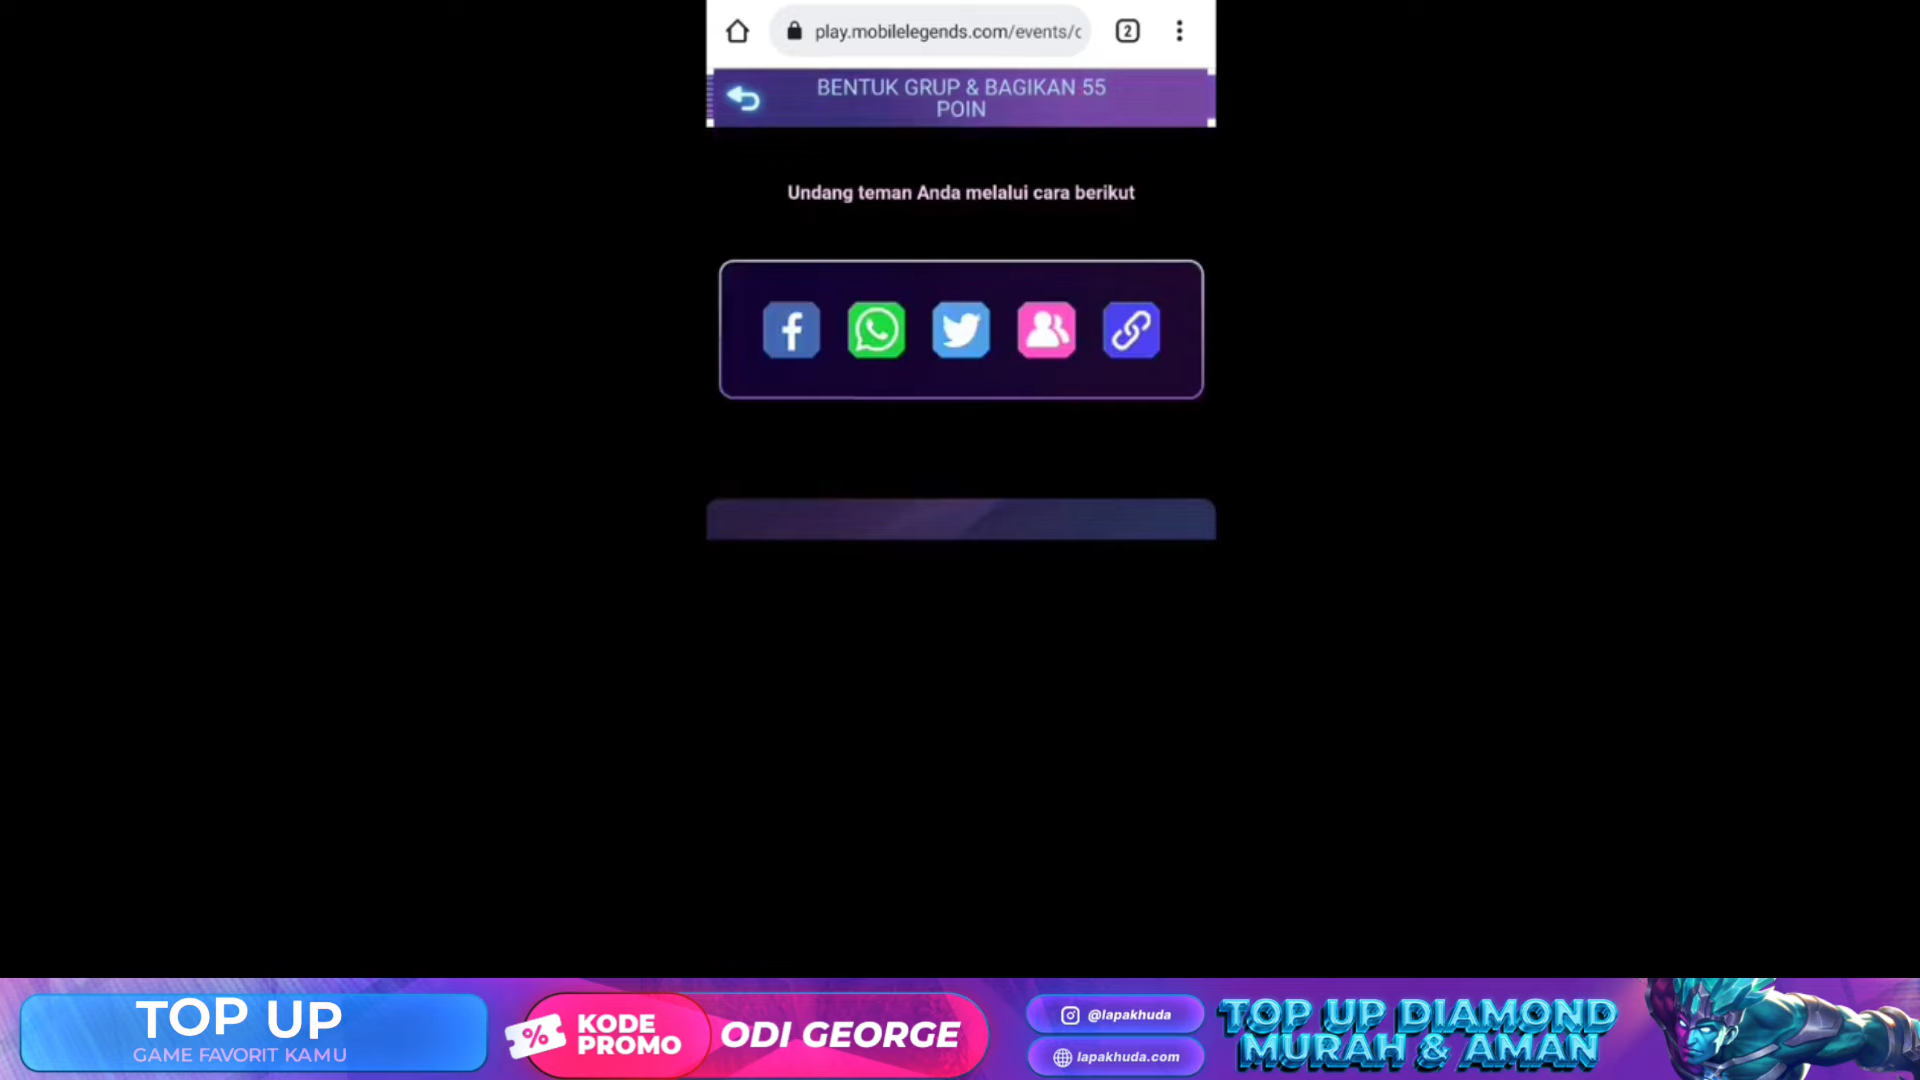 play.mobilelegends.com/events/c
2
BENTUK GRUP & BAGIKAN 55
POIN
Undang teman Anda melalui cara berikut
TOP UP
GAME FAVORIT KAMU
%
KODE
PROMO
ODI GEORGE
@lapakhuda
lapakhuda.com
TOP UP DIAMOND
MURAH & AMAN